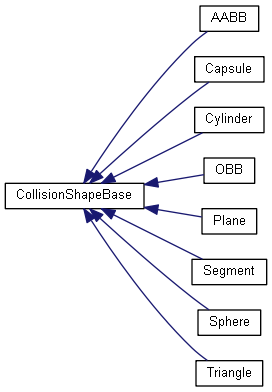 AABB
Capsule
Cylinder
OBB
CollisionShapeBase
Plane
Segment
Sphere
Triangle